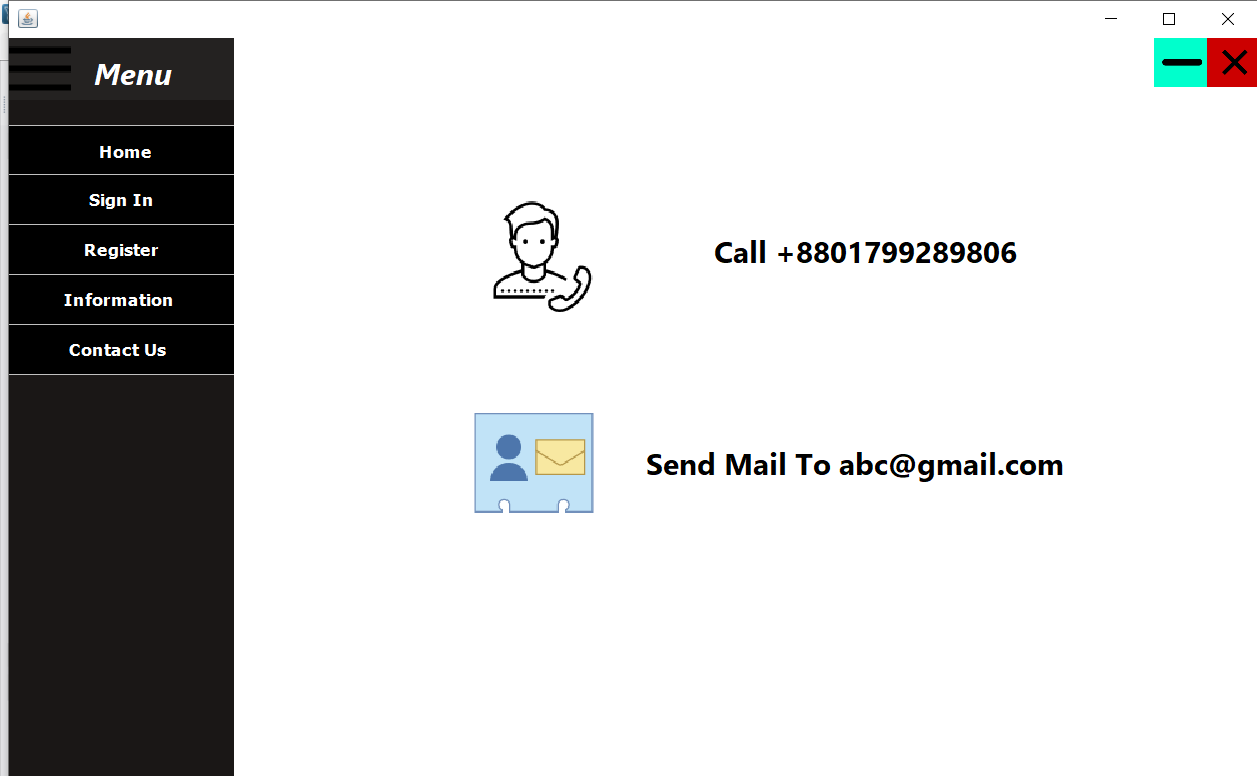 Menu
Home
Sign In
Register
Information
Contact Us
Call +8801799289806
Send Mail To abc@gmail.com